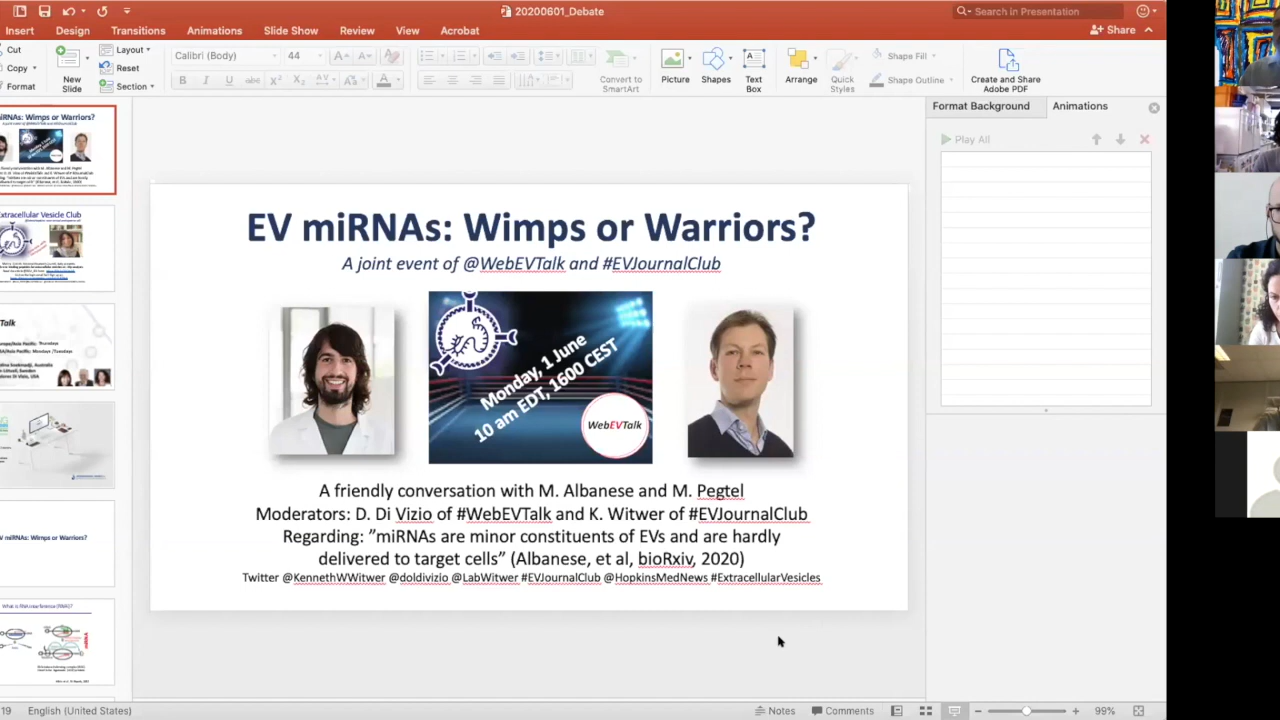 20200601_Debate
Search in Presentation
Insert Design Transitions Animations Slide Show Review View Acrobat
Share
Cut
Copy
Format
New
Slide
Layout
Reset
Section
Calibri (Body) 44
Convert to
SmartArt
Picture
Shapes
Text
Box
Arrange
Quick
Styles
Shape Fill
Shape Outline
Create and Share
Adobe PDF
Format Background
Animations
Play All
iRNAs: Wimps or Warriors?
Extracellular Vesicle Club
Talk
V miRNAs: Wimps or Warriors?
What is RNA interference (RNAi)?
EV miRNAs: Wimps or Warriors?
A joint event of @WebEVTalk and #EVJournalClub
Monday, 1 June
10 am EDT, 1600 CEST
WebEVTalk
A friendly conversation with M. Albanese and M. Pegtel
Moderators: D. Di Vizio of #WebEVTalk and K. Witwer of #EVJournalClub
Regarding: ”miRNAs are minor constituents of EVs and are hardly
delivered to target cells” (Albanese, et al, bioRxiv, 2020)
Twitter @KennethWWitwer @doldivizio @LabWitwer #EVJournalClub @HopkinsMedNews #ExtracellularVesicles
19 English (United States)
Notes
Comments
99%